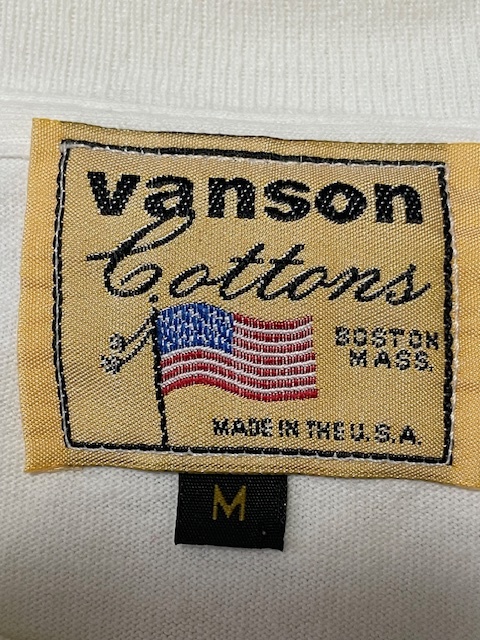 vanson
Cottons
BOSTON
MASS.
MADE IN THE U.S.A.
M